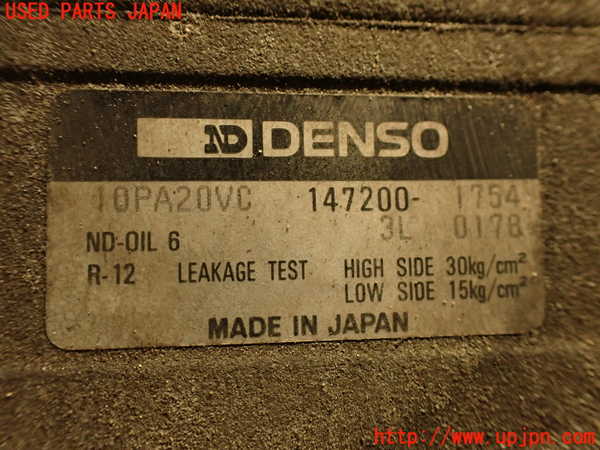 USED PARTS JAPAN
ND DENSO
10PA20VC 147200-1754
ND-OIL 6 3L 0178
R-12 LEAKAGE TEST HIGH SIDE 30kg/cm²
LOW SIDE 15kg/cm²
MADE IN JAPAN
http://www.upjpn.com